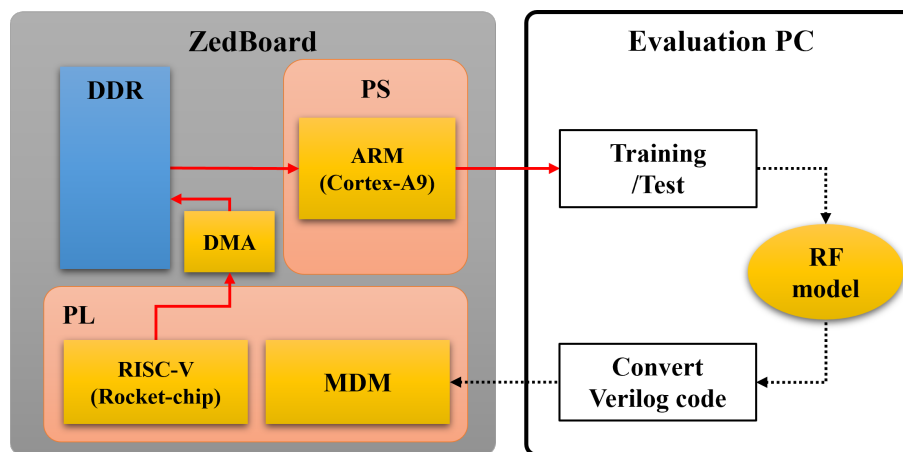 ZedBoard
DDR
PS
ARM
(Cortex-A9)
DMA
PL
RISC-V
(Rocket-chip)
MDM
Evaluation PC
Training
/Test
RF
model
Convert
Verilog code